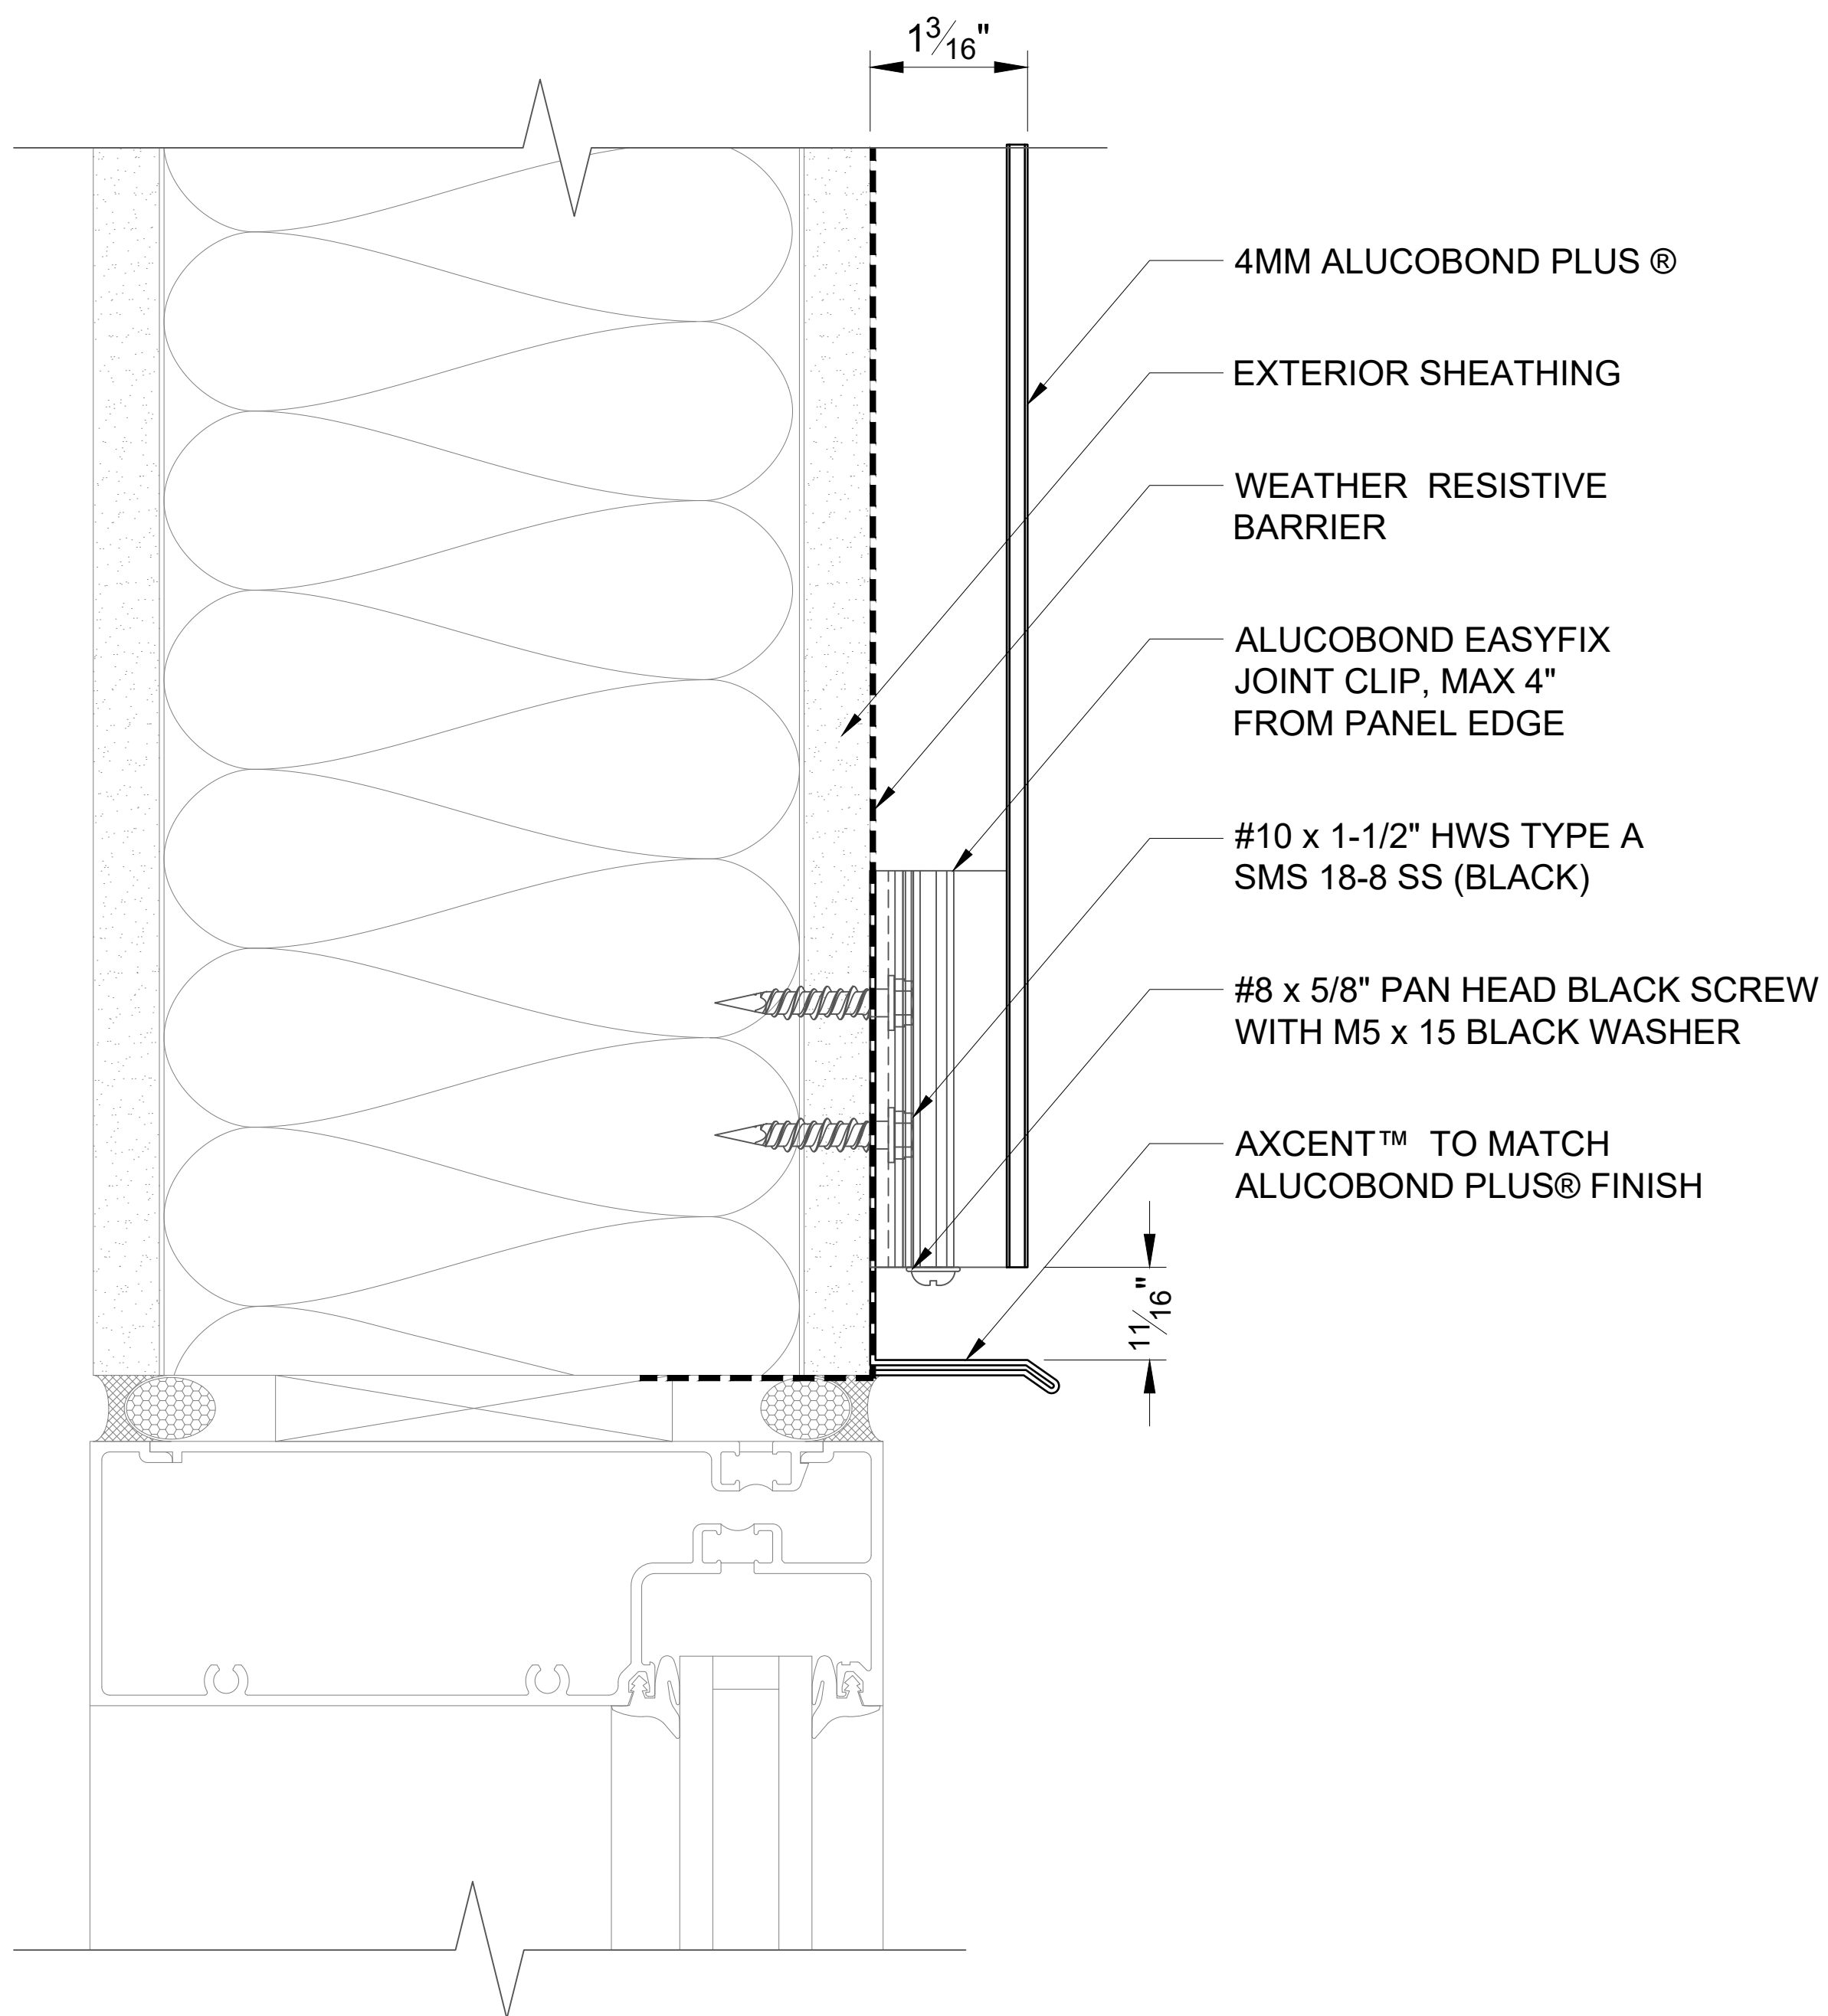 1 3/16"
4MM ALUCOBOND PLUS ®
EXTERIOR SHEATHING
WEATHER RESISTIVE
BARRIER
ALUCOBOND EASYFIX
JOINT CLIP, MAX 4"
FROM PANEL EDGE
#10 x 1-1/2" HWS TYPE A
SMS 18-8 SS (BLACK)
#8 x 5/8" PAN HEAD BLACK SCREW
WITH M5 x 15 BLACK WASHER
AXCENT™ TO MATCH
ALUCOBOND PLUS® FINISH
11/16"